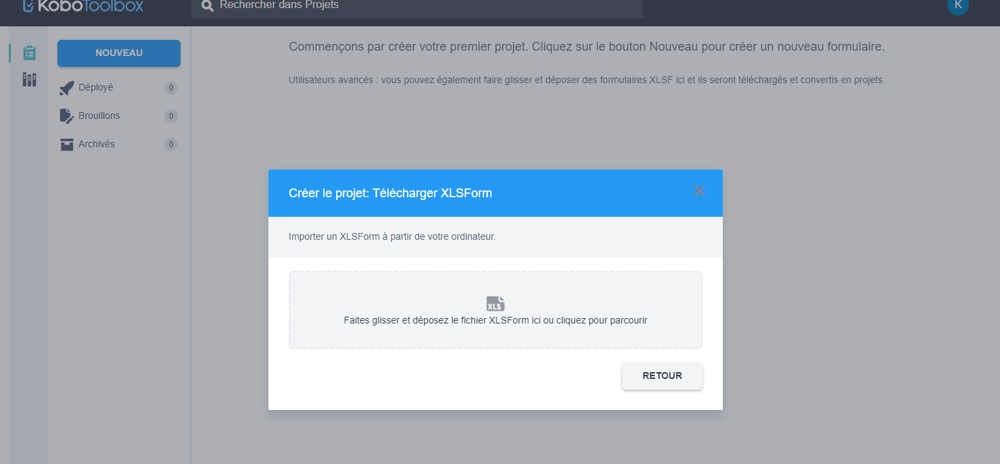 KoboToolbox
Rechercher dans Projets
K
NOUVEAU
Déployé 0
Brouillons 0
Archivés 0
Commençons par créer votre premier projet. Cliquez sur le bouton Nouveau pour créer un nouveau formulaire.
Utilisateurs avancés : vous pouvez également faire glisser et déposer des formulaires XLSF ici et ils seront téléchargés et convertis en projets.
Créer le projet: Télécharger XLSForm
Importer un XLSForm à partir de votre ordinateur.
XLS
Faites glisser et déposez le fichier XLSForm ici ou cliquez pour parcourir
RETOUR